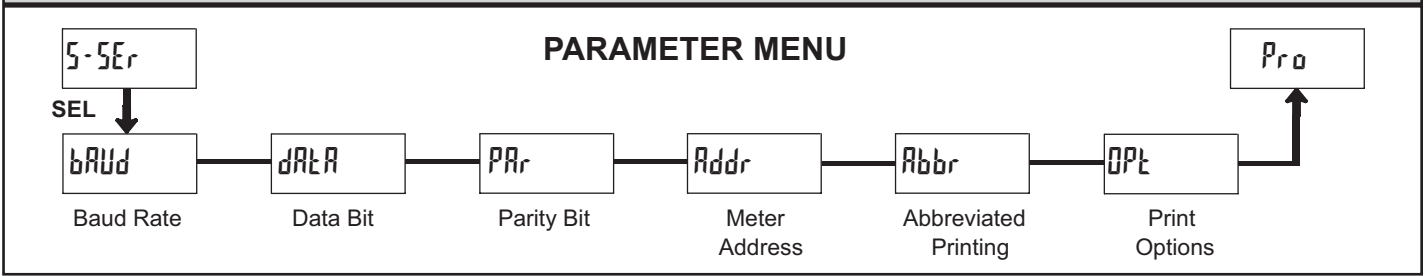 5-SEr
PARAMETER MENU
Pro
SEL
bAUd
dAtA
PAr
Addr
Abbr
OPt
Baud Rate
Data Bit
Parity Bit
Meter
Address
Abbreviated
Printing
Print
Options